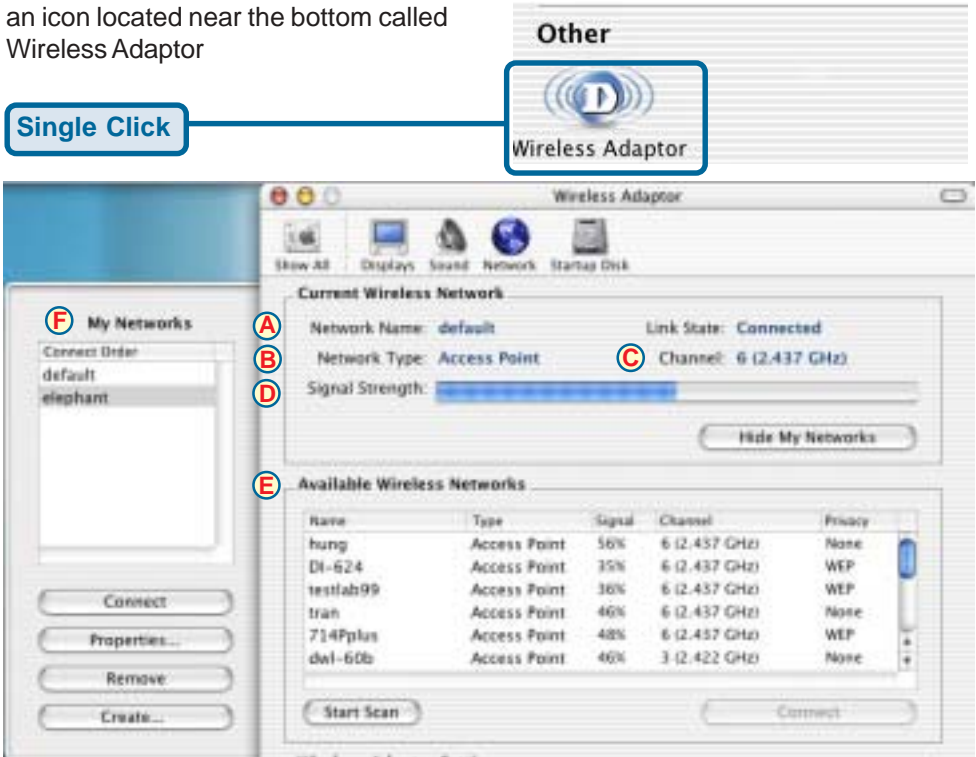 an icon located near the bottom called
Wireless Adaptor
Other
Single Click
Wireless Adaptor
Wireless Adaptor
Show All Displays Sound Network Startup Disk
Current Wireless Network
F My Networks
A Network Name: default Link State: Connected
Connect Order
B Network Type: Access Point C Channel: 6 (2.437 GHz)
default
D Signal Strength:
elephant
Hide My Networks
E Available Wireless Networks
Name Type Signal Channel Privacy
hung Access Point 56% 6 (2.437 GHz) None
DI-624 Access Point 35% 6 (2.437 GHz) WEP
testlab99 Access Point 36% 6 (2.437 GHz) WEP
tran Access Point 46% 6 (2.437 GHz) None
714Pplus Access Point 48% 6 (2.437 GHz) WEP
dwl-60b Access Point 46% 3 (2.422 GHz) None
Connect
Properties...
Remove
Create...
Start Scan Connect